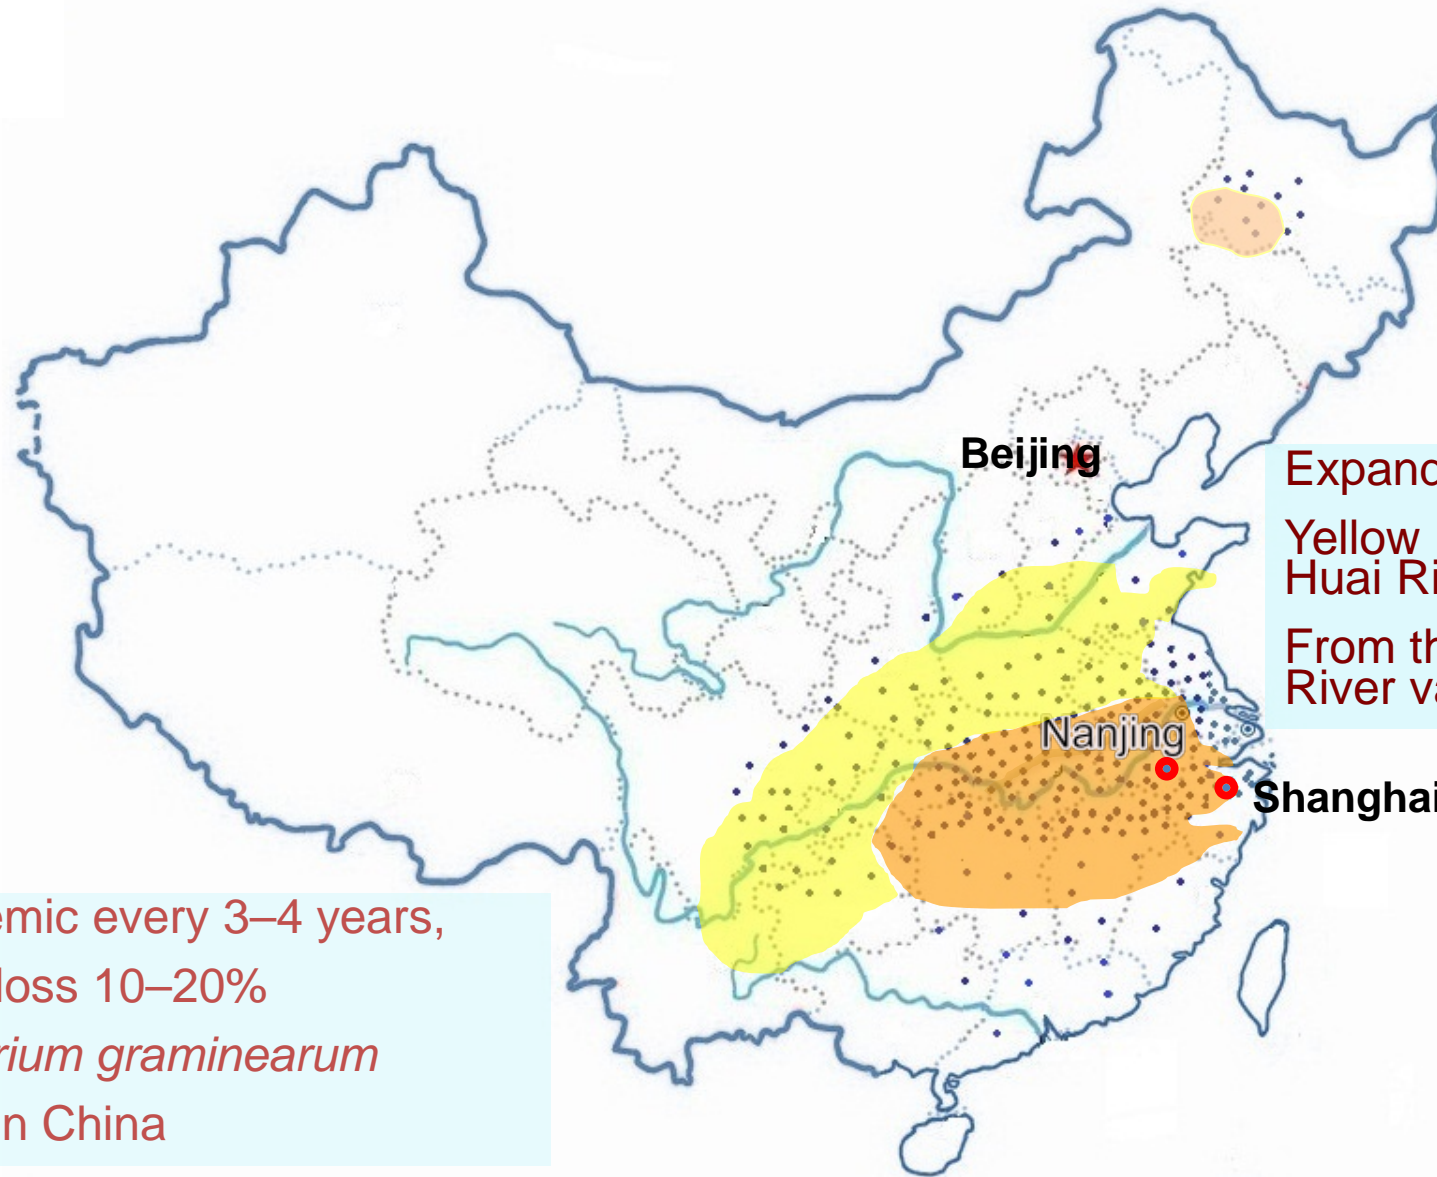 Beijing
Expand
Yellow
Huai Ri
From th
River va
Nanjing
Shanghai
emic every 3–4 years,
loss 10–20%
rium graminearum
n China